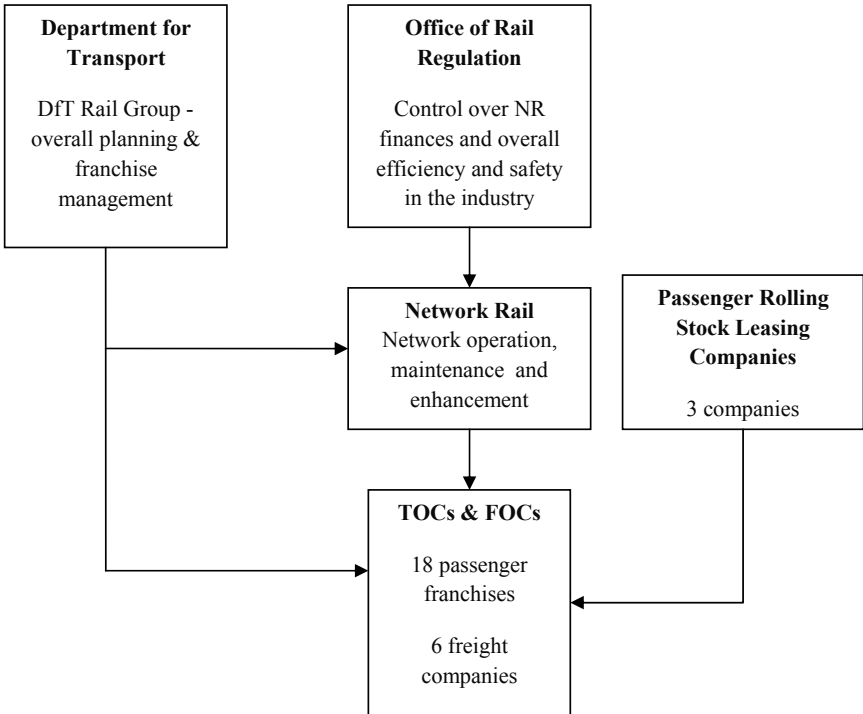 Department for
Transport
DfT Rail Group -
overall planning &
franchise
management
Office of Rail
Regulation
Control over NR
finances and overall
efficiency and safety
in the industry
Network Rail
Network operation,
maintenance and
enhancement
Passenger Rolling
Stock Leasing
Companies
3 companies
TOCs & FOCs
18 passenger
franchises
6 freight
companies